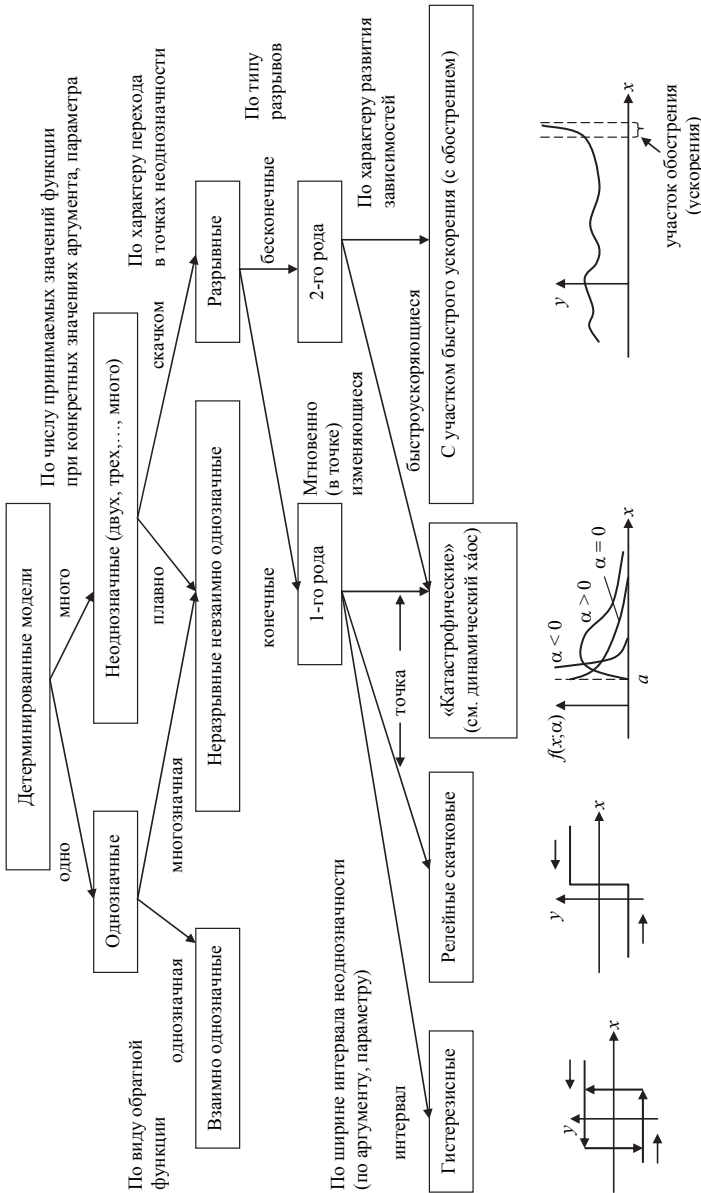 Детерминированные модели
По числу принимаемых значений функции
при конкретных значениях аргумента, параметра
одно
много
Однозначные
Неоднозначные (двух, трех,…, много)
По виду обратной
функции
однозначная
многозначная
плавно
скачком
По характеру перехода
в точках неоднозначности
Взаимно однозначные
Неразрывные невзаимно однозначные
Разрывные
По типу
разрывов
конечные
бесконечные
1-го рода
2-го рода
По ширине интервала неоднозначности
(по аргументу, параметру)
Мгновенно
(в точке)
изменяющиеся
По характеру развития
зависимостей
интервал
точка
быстроускоряющиеся
Гистерезисные
Релейные скачковые
«Катастрофические»
(см. динамический хáос)
С участком быстрого ускорения (с обострением)
y
x
y
x
f(x;α)
α < 0
α > 0
α = 0
a
x
y
x
участок обострения
(ускорения)